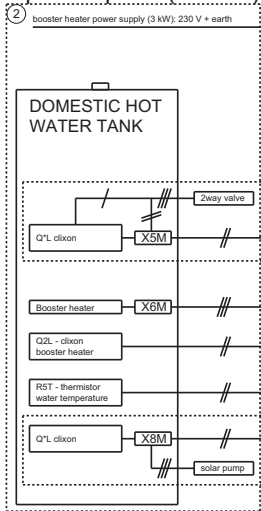 2
booster heater power supply (3 kW): 230 V + earth
DOMESTIC HOT
WATER TANK
2way valve
Q*L clixon
X5M
Booster heater
X6M
Q2L - clixon
booster heater
R5T - thermistor
water temperature
Q*L clixon
X8M
solar pump